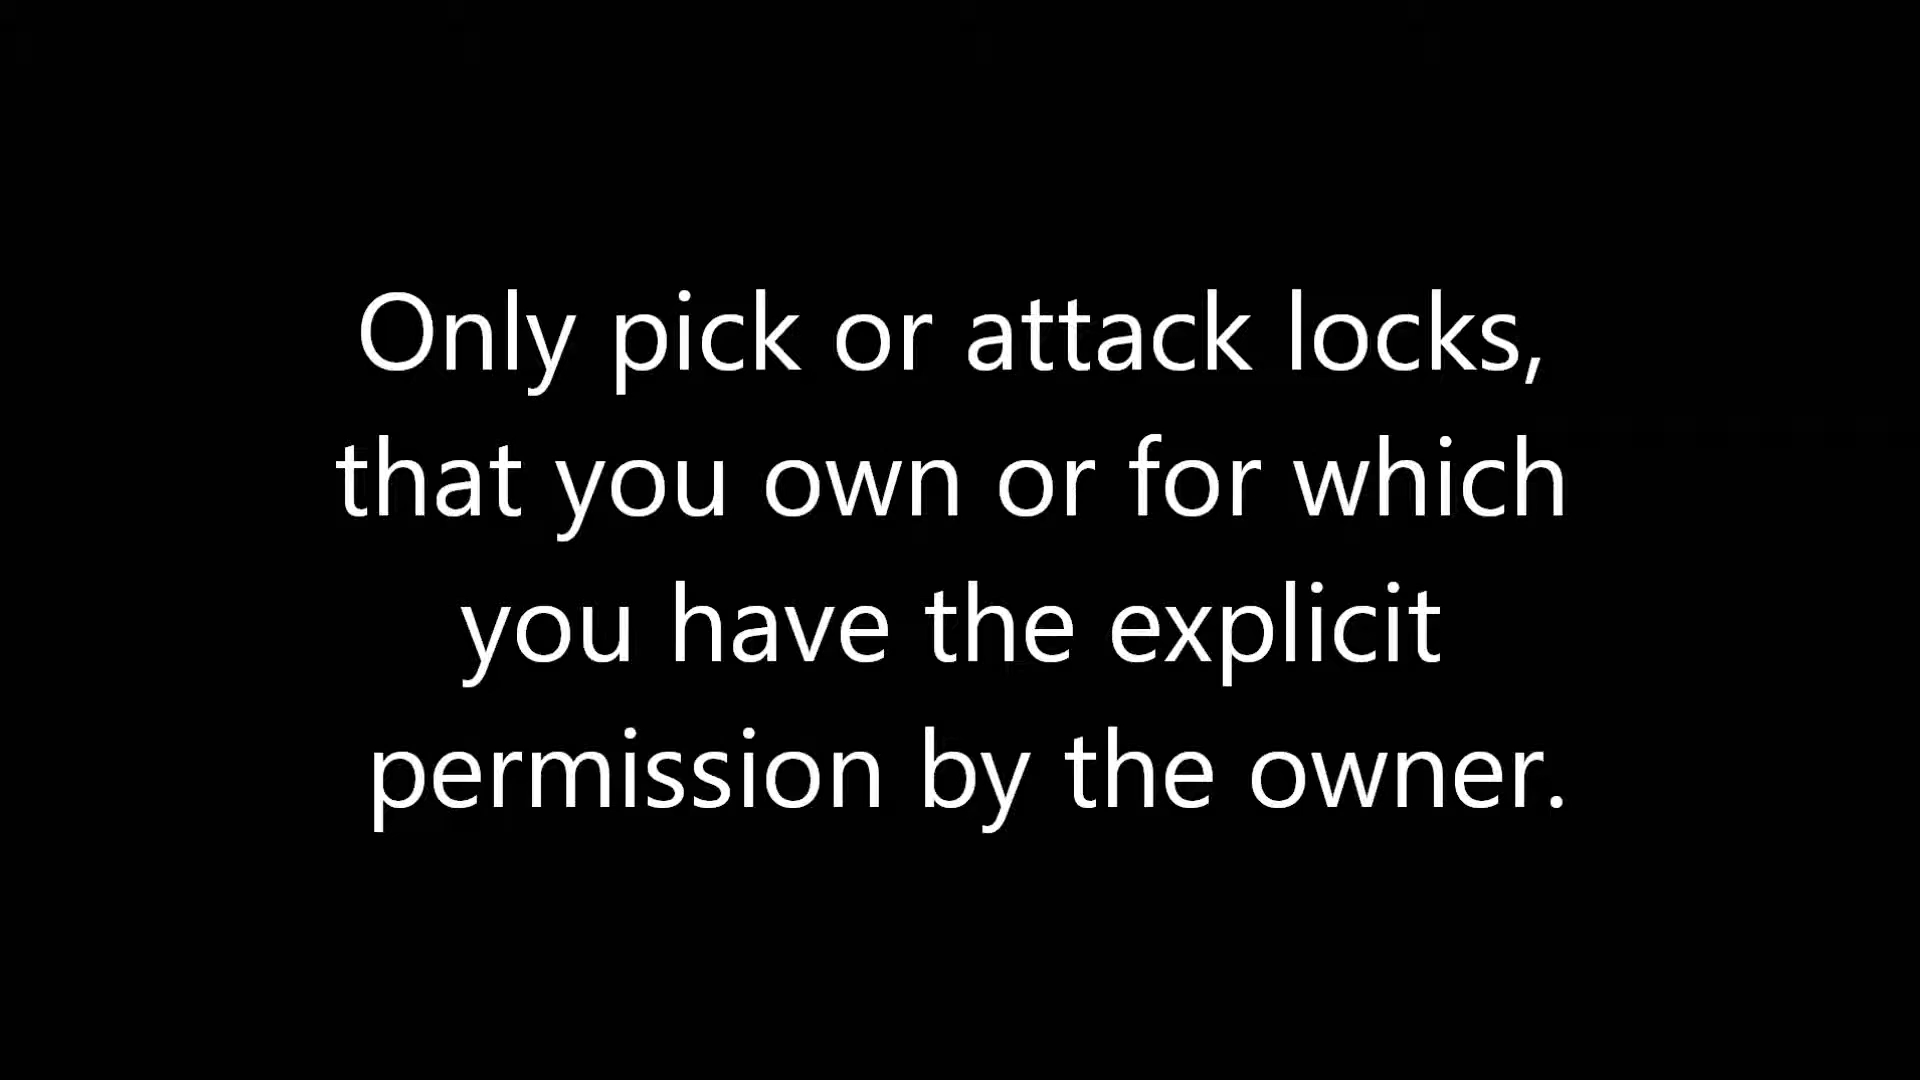 Only pick or attack locks,
that you own or for which
you have the explicit
permission by the owner.